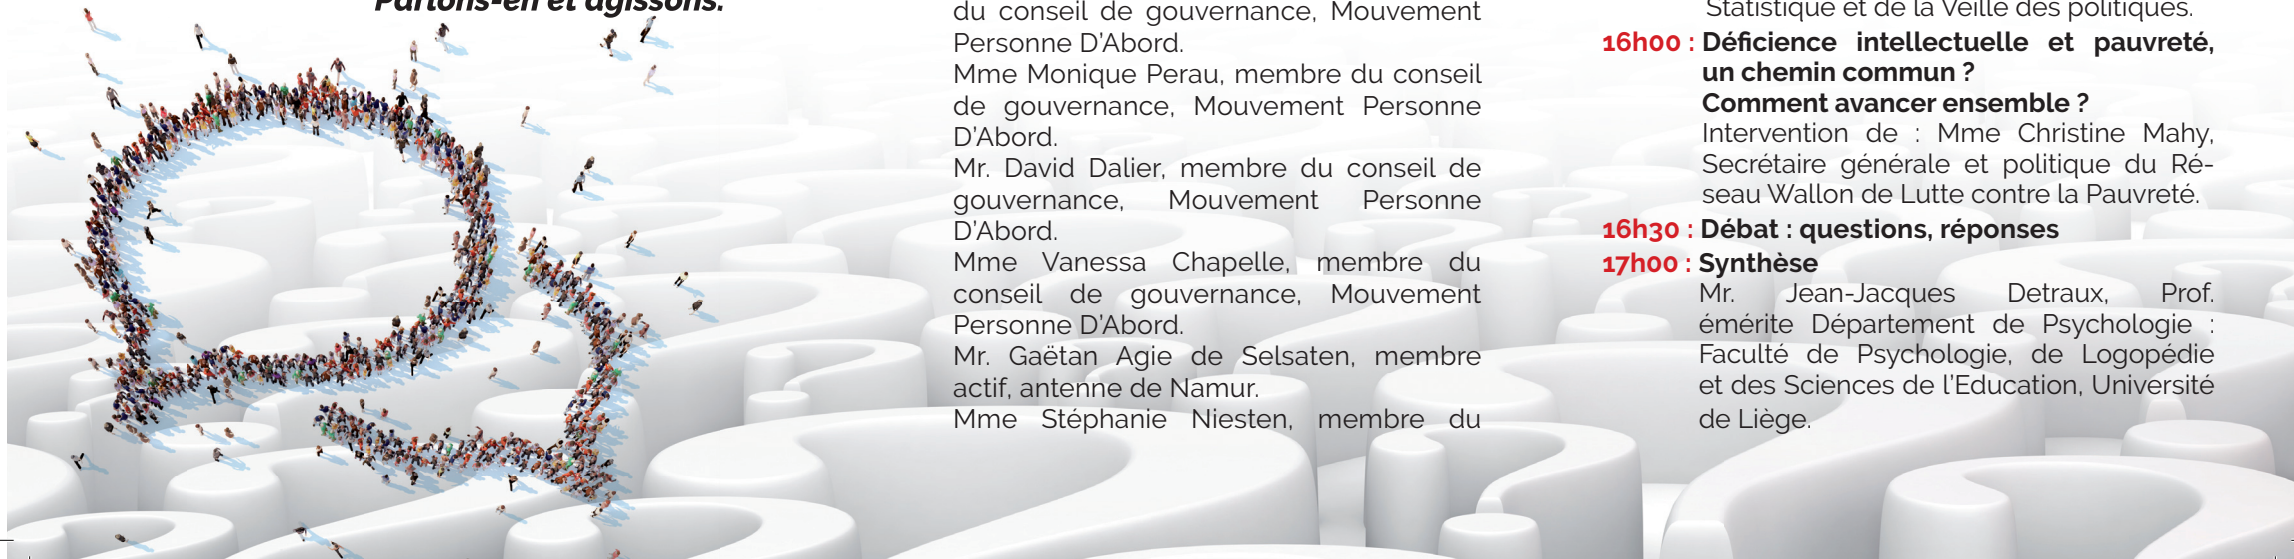 Parlons-en et agissons.
du conseil de gouvernance, Mouvement
Personne D'Abord.
Mme Monique Perau, membre du conseil
de gouvernance, Mouvement Personne
D'Abord.
Mr. David Dalier, membre du conseil de
gouvernance, Mouvement Personne
D'Abord.
Mme Vanessa Chapelle, membre du
conseil de gouvernance, Mouvement
Personne D'Abord.
Mr. Gaëtan Agie de Selsaten, membre
actif, antenne de Namur.
Mme Stéphanie Niesten, membre du
Statistique et de la Veille des politiques.
16h00 : Déficience intellectuelle et pauvreté,
un chemin commun ?
Comment avancer ensemble ?
Intervention de : Mme Christine Mahy,
Secrétaire générale et politique du Ré-
seau Wallon de Lutte contre la Pauvreté.
16h30 : Débat : questions, réponses
17h00 : Synthèse
Mr. Jean-Jacques Detraux, Prof.
émérite Département de Psychologie :
Faculté de Psychologie, de Logopédie
et des Sciences de l'Education, Université
de Liège.